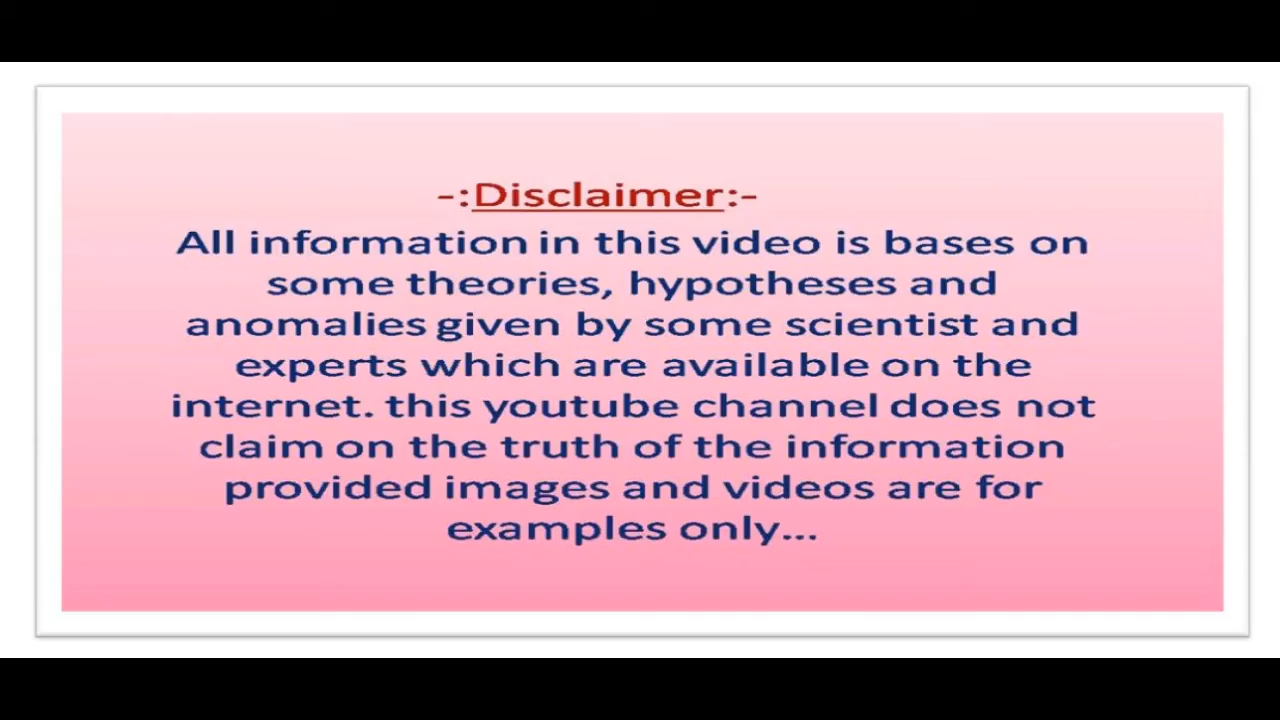 -:Disclaimer:-
All information in this video is bases on
some theories, hypotheses and
anomalies given by some scientist and
experts which are available on the
internet. this youtube channel does not
claim on the truth of the information
provided images and videos are for
examples only...